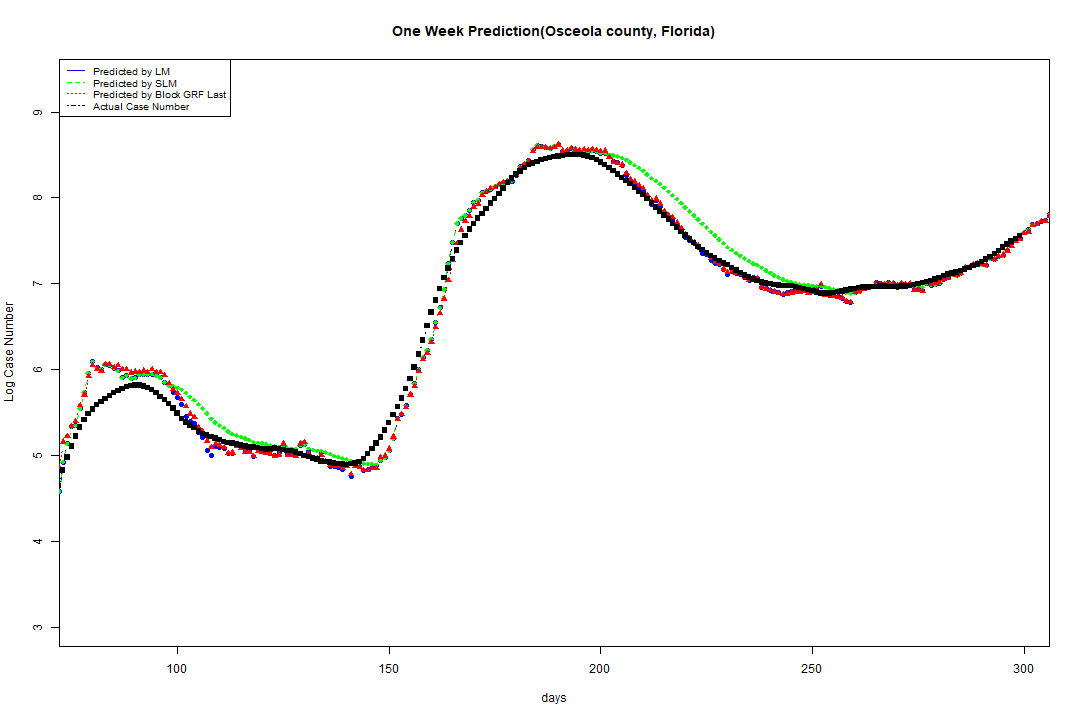 One Week Prediction(Osceola county, Florida)
Predicted by LM
Predicted by SLM
Predicted by Block GRF Last
Actual Case Number
Log Case Number
9
8
7
6
5
4
3
100 150 200 250 300
days